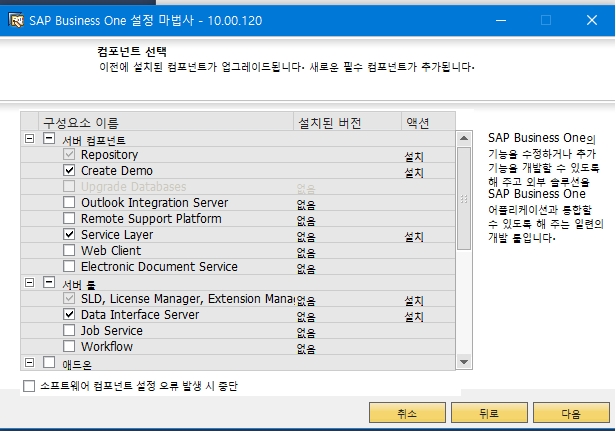 SAP Business One 설정 마법사 - 10.00.120
컴포넌트 선택
이전에 설치된 컴포넌트가 업그레이드됩니다. 새로운 필수 컴포넌트가 추가됩니다.
구성요소 이름 설치된 버전 액션
서버 컴포넌트
Repository 설치
Create Demo 설치
Upgrade Databases 없음
Outlook Integration Server 없음
Remote Support Platform 없음
Service Layer 없음 설치
Web Client 없음
Electronic Document Service 없음
서버 툴
SLD, License Manager, Extension Mana 없음 설치
Data Interface Server 없음 설치
Job Service 없음
Workflow 없음
애드온
SAP Business One의
기능을 수정하거나 추가
기능을 개발할 수 있도록
해 주고 외부 솔루션을
SAP Business One
어플리케이션과 통합할
수 있도록 해 주는 일련의
개발 툴입니다.
소프트웨어 컴포넌트 설정 오류 발생 시 중단
취소 뒤로 다음